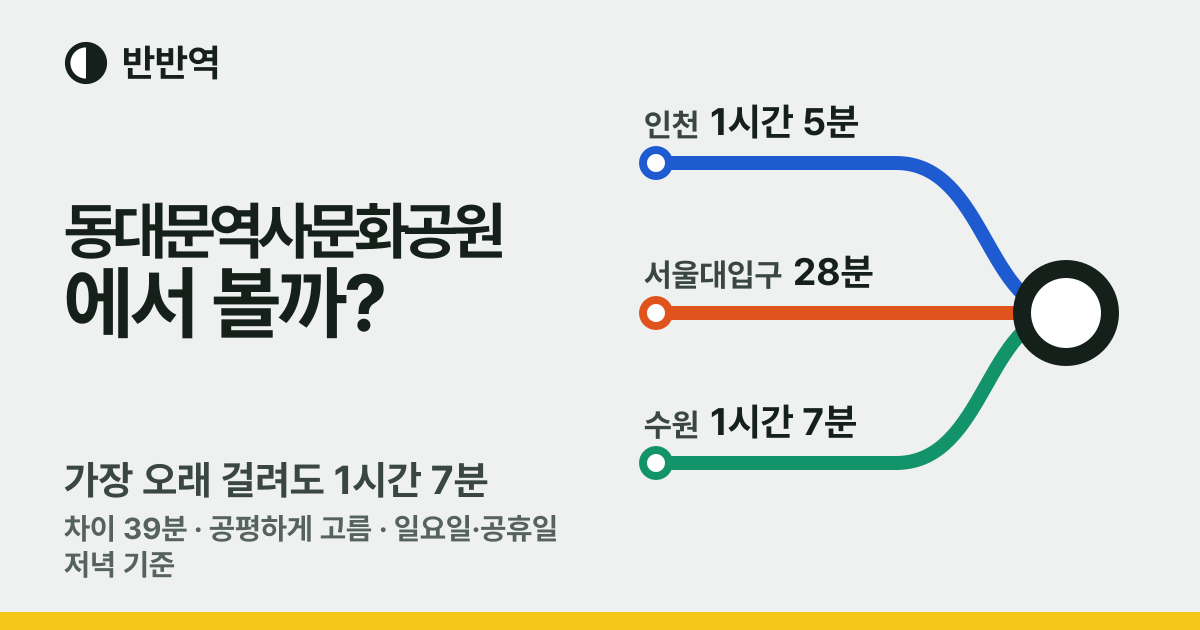 반반역
동대문역사문화공원
에서 볼까?
가장 오래 걸려도 1시간 7분
차이 39분 · 공평하게 고름 · 일요일·공휴일
저녁 기준
인천 1시간 5분
서울대입구 28분
수원 1시간 7분